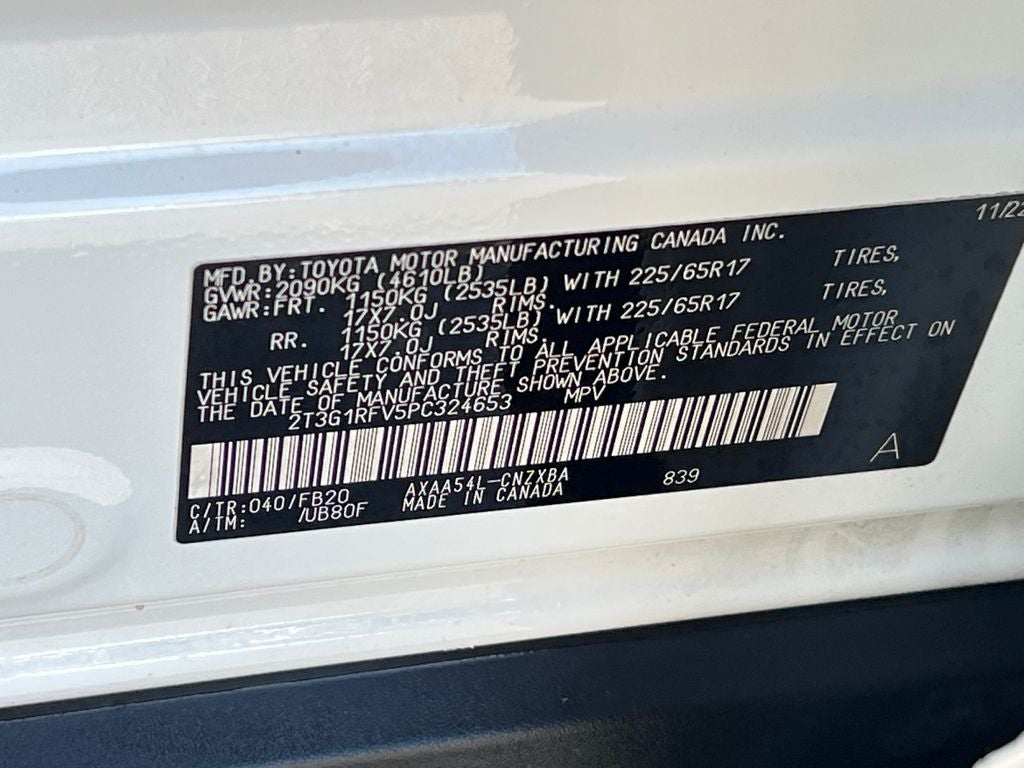 11/22
MFD. BY: TOYOTA MOTOR MANUFACTURING CANADA INC.
GVWR: 2090KG (4610LB)
GAWR: FRT. 1150KG (2535LB) WITH 225/65R17 TIRES,
17X7.0J RIMS.
RR. 1150KG (2535LB) WITH 225/65R17 TIRES,
17X7.0J RIMS.
THIS VEHICLE CONFORMS TO ALL APPLICABLE FEDERAL MOTOR
VEHICLE SAFETY AND THEFT PREVENTION STANDARDS IN EFFECT ON
THE DATE OF MANUFACTURE SHOWN ABOVE.
2T3G1RFV5PC324653 MPV
A
C/TR: 040/FB20 AXAA54L-CNZXBA 839
A/TM: /UB80F MADE IN CANADA